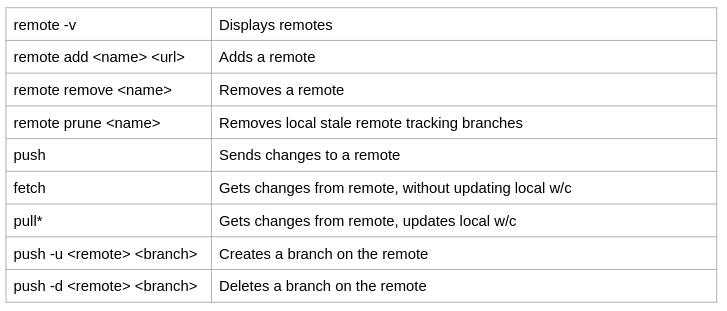 remote -v Displays remotes
remote add <name> <url> Adds a remote
remote remove <name> Removes a remote
remote prune <name> Removes local stale remote tracking branches
push Sends changes to a remote
fetch Gets changes from remote, without updating local w/c
pull* Gets changes from remote, updates local w/c
push -u <remote> <branch> Creates a branch on the remote
push -d <remote> <branch> Deletes a branch on the remote